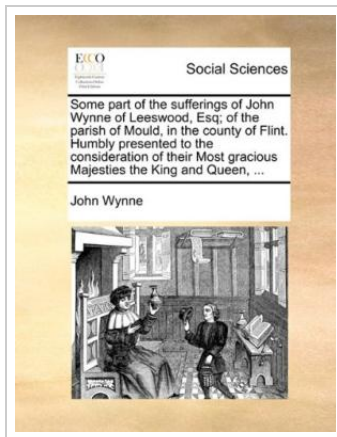 ECCO
Social Sciences
Some part of the sufferings of John
Wynne of Leeswood, Esq; of the
parish of Mould, in the county of Flint.
Humbly presented to the
consideration of their Most gracious
Majesties the King and Queen, ...
John Wynne